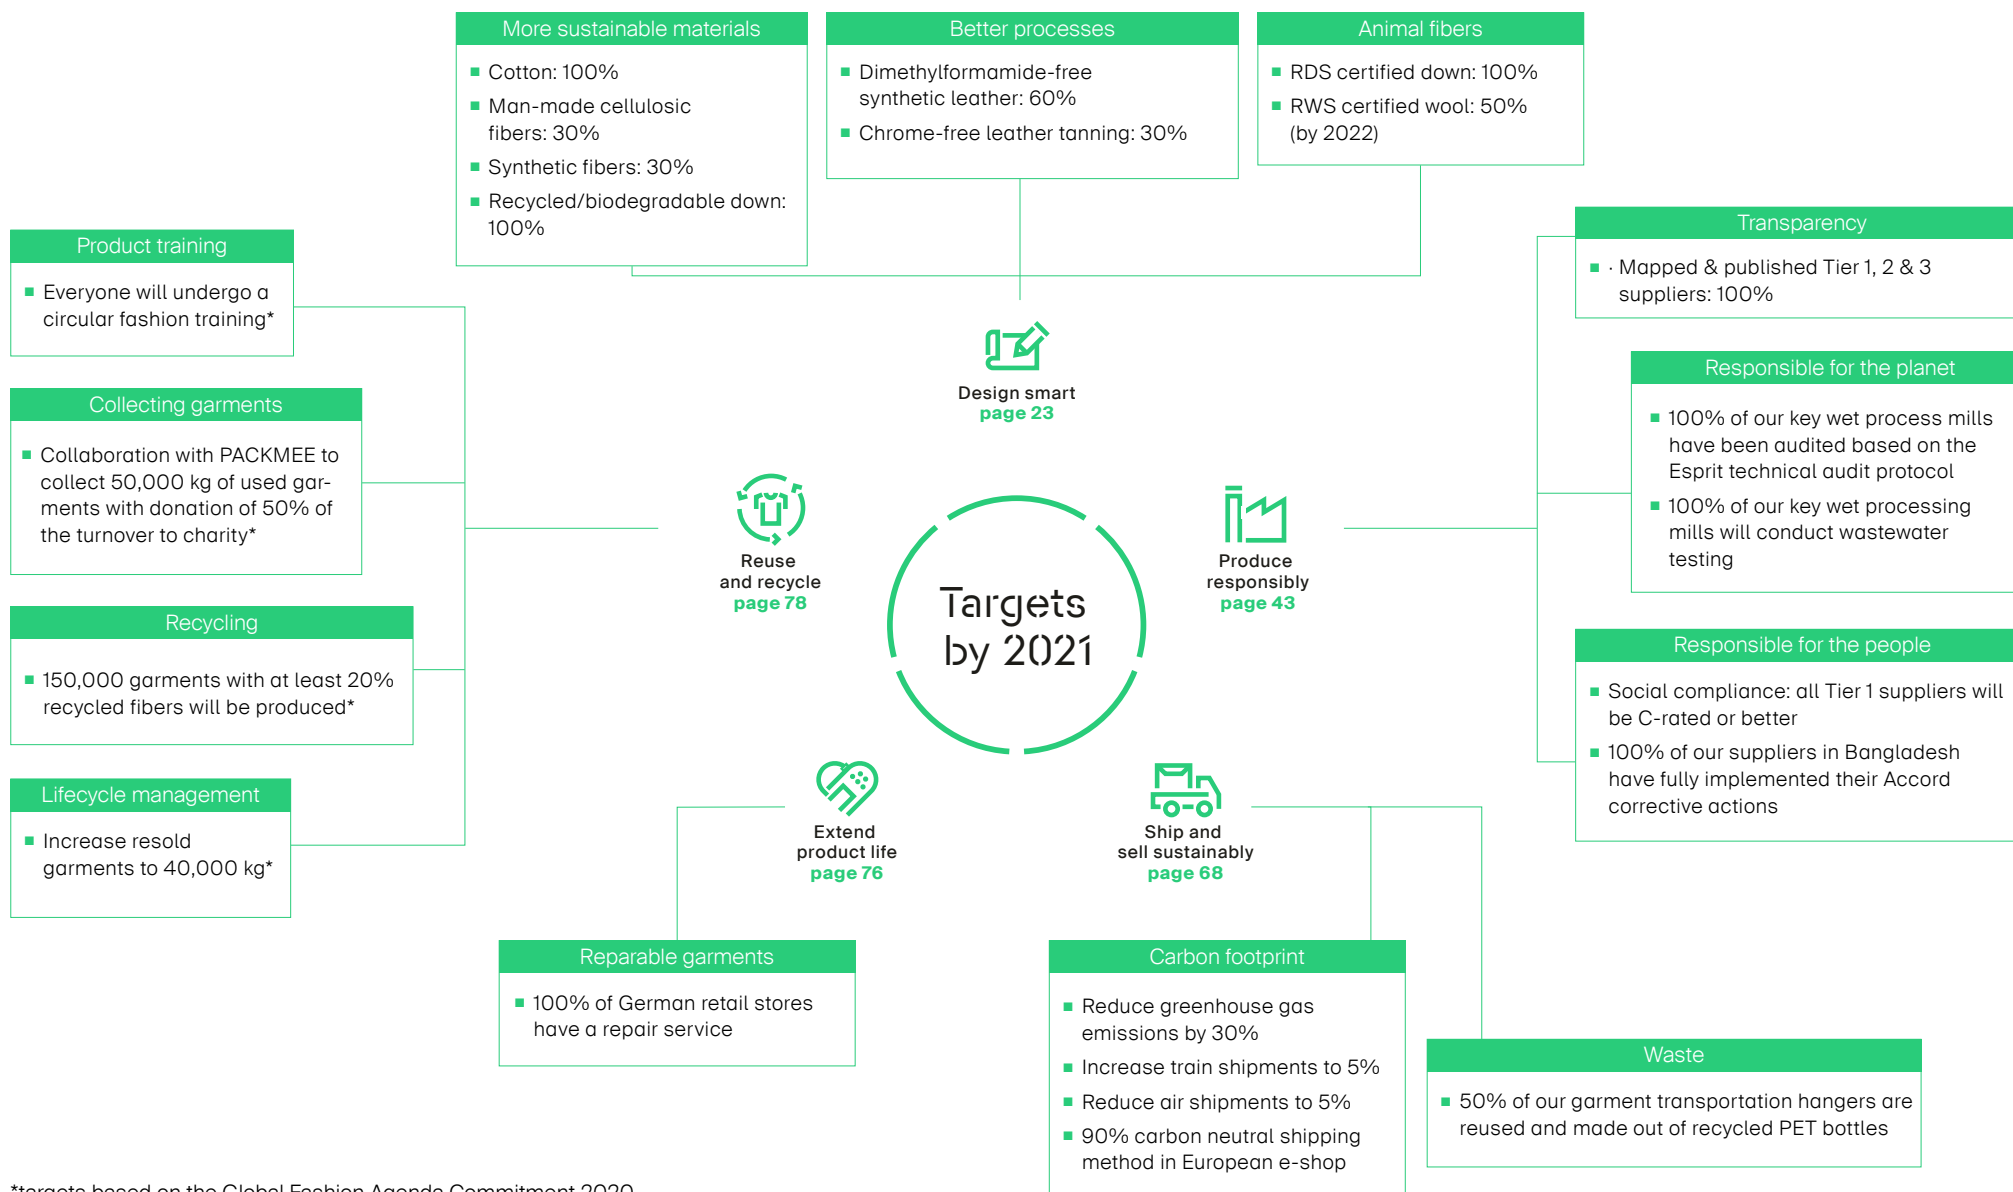 More sustainable materials
Cotton: 100%
Man-made cellulosic
fibers: 30%
Synthetic fibers: 30%
Recycled/biodegradable down:
100%
Better processes
Dimethylformamide-free
synthetic leather: 60%
Chrome-free leather tanning: 30%
Animal fibers
RDS certified down: 100%
RWS certified wool: 50%
(by 2022)
Product training
Everyone will undergo a
circular fashion training*
Collecting garments
Collaboration with PACKMEE to
collect 50,000 kg of used gar-
ments with donation of 50% of
the turnover to charity*
Recycling
150,000 garments with at least 20%
recycled fibers will be produced*
Lifecycle management
Increase resold
garments to 40,000 kg*
Design smart
page 23
Reuse
and recycle
page 78
Targets
by 2021
Produce
responsibly
page 43
Extend
product life
page 76
Ship and
sell sustainably
page 68
Transparency
· Mapped & published Tier 1, 2 & 3
suppliers: 100%
Responsible for the planet
100% of our key wet process mills
have been audited based on the
Esprit technical audit protocol
100% of our key wet processing
mills will conduct wastewater
testing
Responsible for the people
Social compliance: all Tier 1 suppliers will
be C-rated or better
100% of our suppliers in Bangladesh
have fully implemented their Accord
corrective actions
Reparable garments
100% of German retail stores
have a repair service
Carbon footprint
Reduce greenhouse gas
emissions by 30%
Increase train shipments to 5%
Reduce air shipments to 5%
90% carbon neutral shipping
method in European e-shop
Waste
50% of our garment transportation hangers are
reused and made out of recycled PET bottles
*targets based on the Global Fashion Agenda Commitment 2020